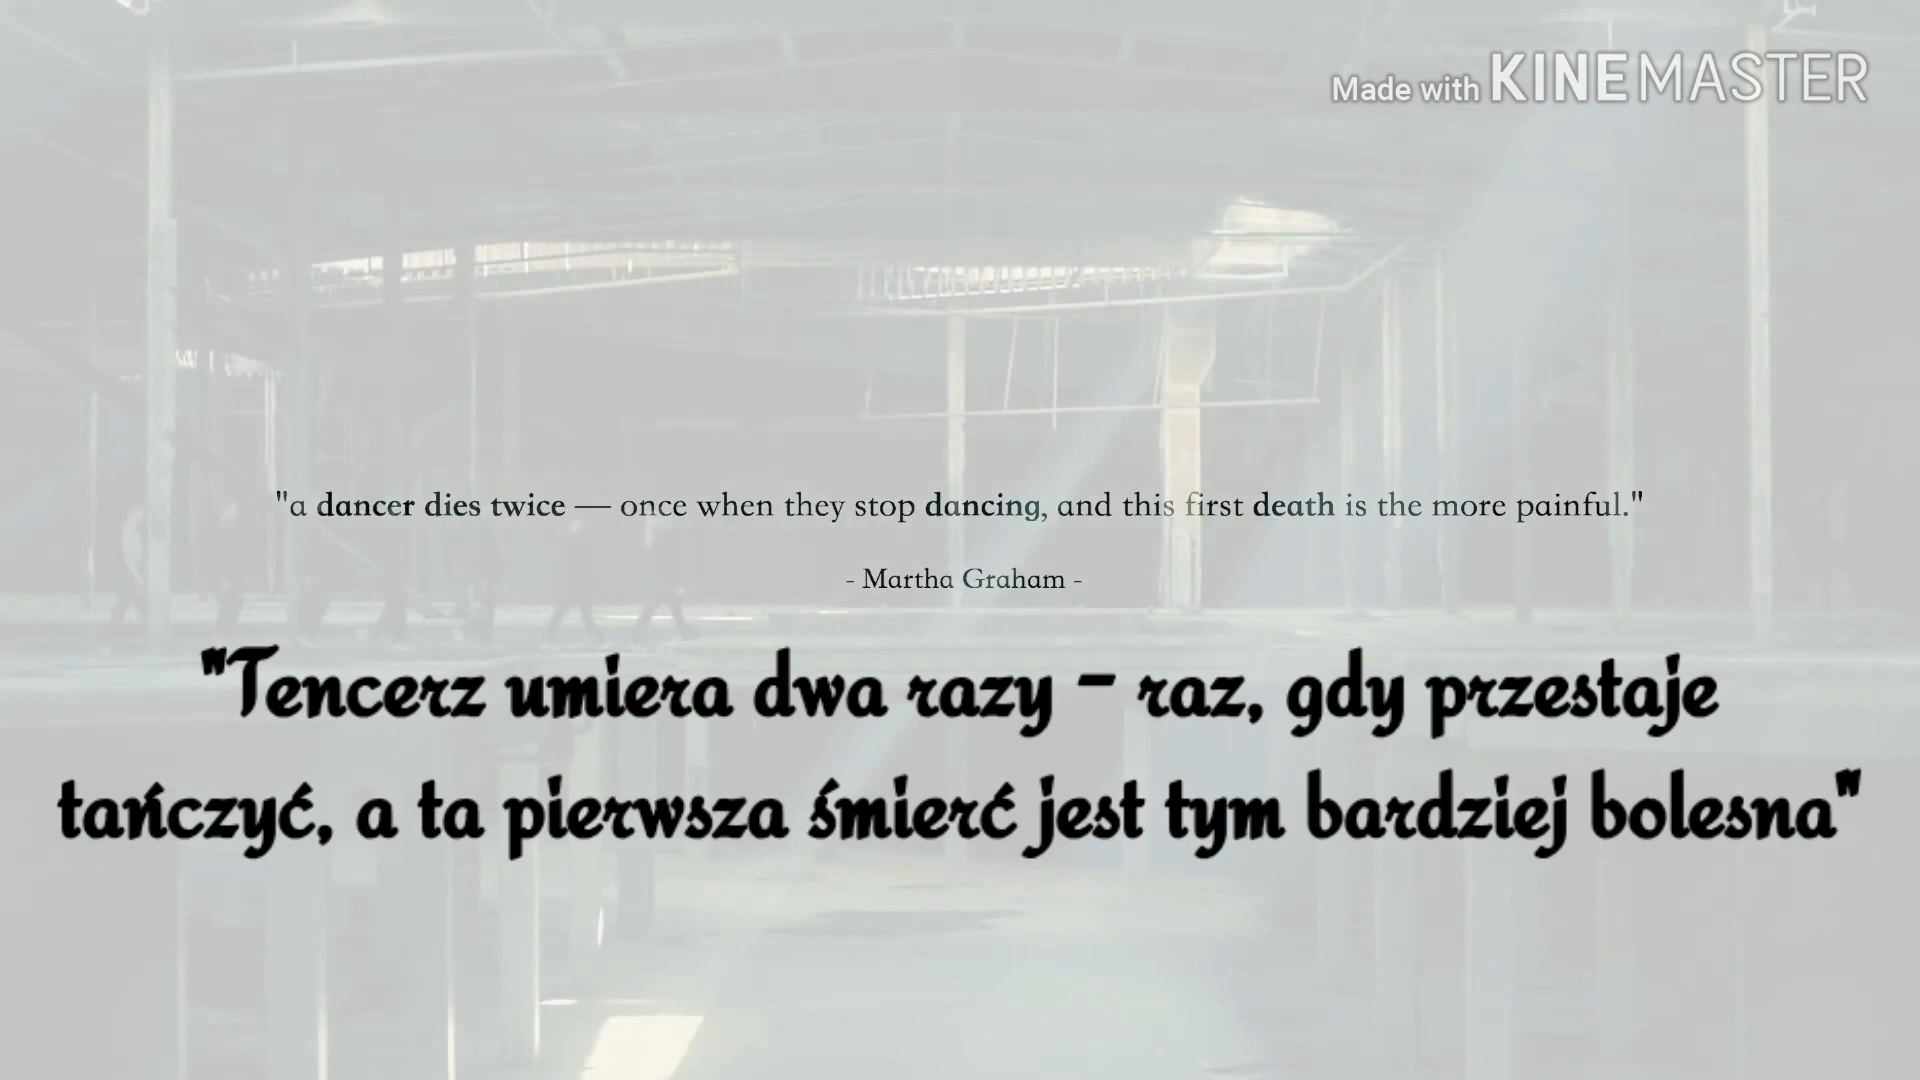 Made with KINEMASTER
"a dancer dies twice — once when they stop dancing, and this first death is the more painful."
- Martha Graham -
"Tencerz umiera dwa razy - raz, gdy przestaje
tańczyć, a ta pierwsza śmierć jest tym bardziej bolesna"